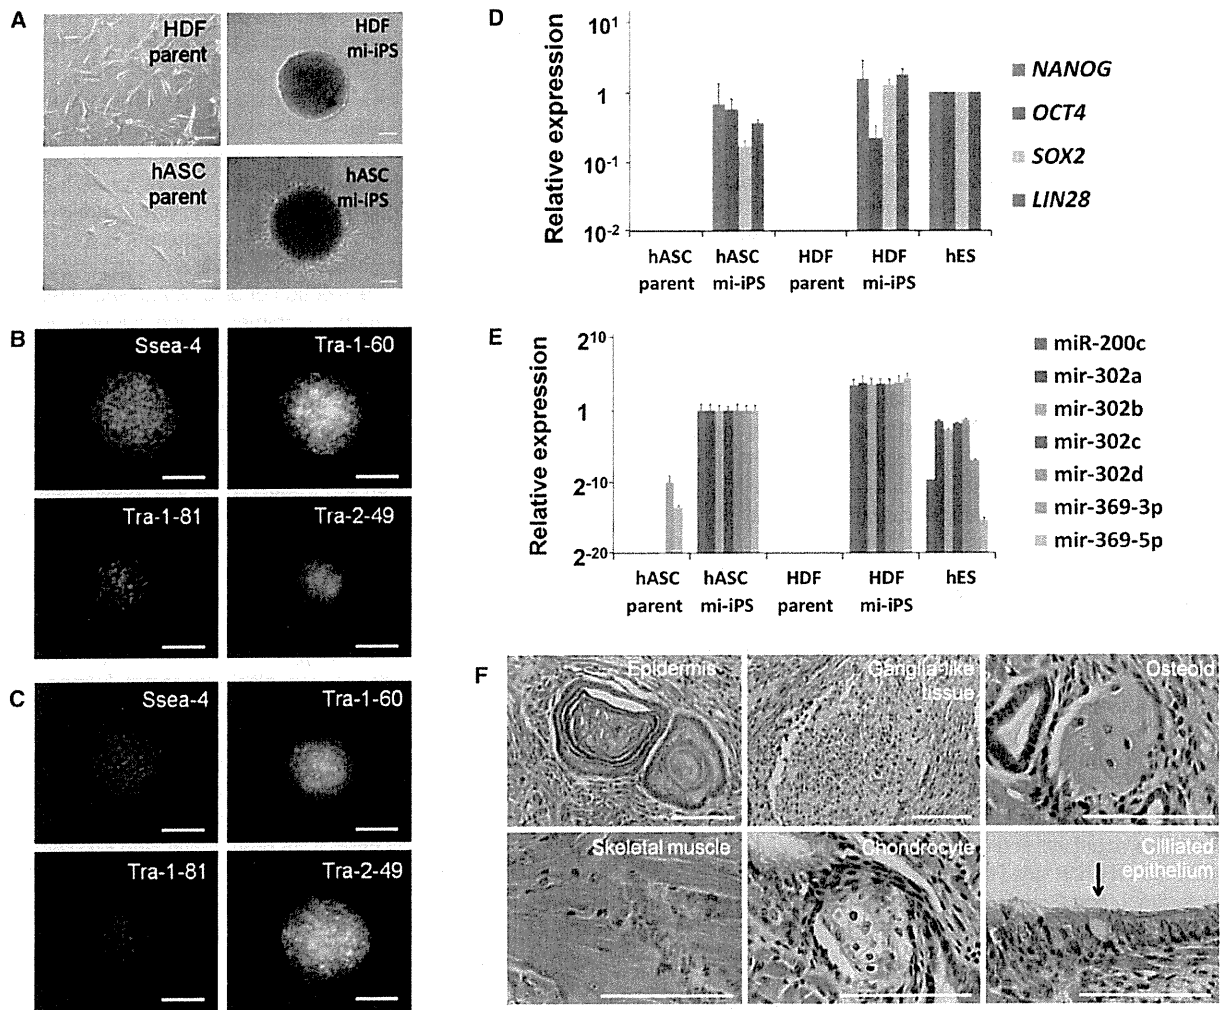 A
HDF
parent
HDF
mi-iPS
hASC
parent
hASC
mi-iPS
B
Ssea-4
Tra-1-60
Tra-1-81
Tra-2-49
C
Ssea-4
Tra-1-60
Tra-1-81
Tra-2-49
D
Relative expression
10¹
1
10⁻¹
10⁻²
hASC
parent
hASC
mi-iPS
HDF
parent
HDF
mi-iPS
hES
NANOG
OCT4
SOX2
LIN28
E
Relative expression
2¹⁰
1
2⁻¹⁰
2⁻²⁰
hASC
parent
hASC
mi-iPS
HDF
parent
HDF
mi-iPS
hES
miR-200c
mir-302a
mir-302b
mir-302c
mir-302d
mir-369-3p
mir-369-5p
F
Epidermis
Ganglia-like
tissue
Osteoid
Skeletal muscle
Chondrocyte
Cilliated
epithelium